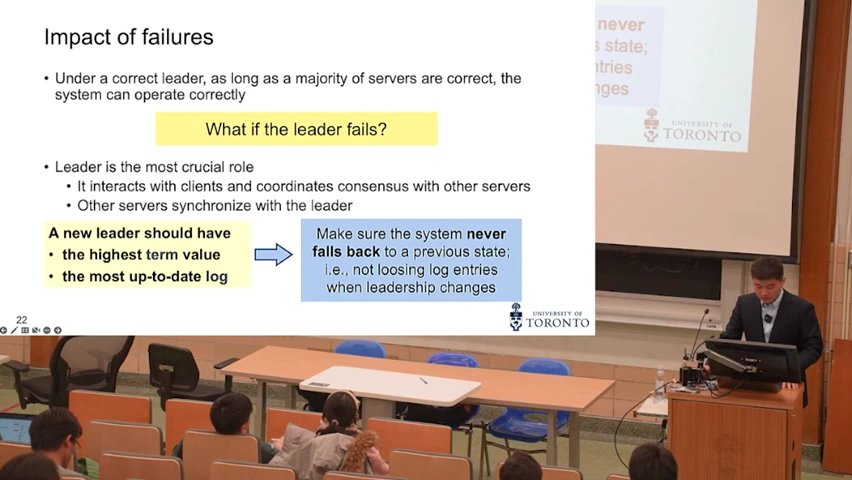 Impact of failures
• Under a correct leader, as long as a majority of servers are correct, the
system can operate correctly
What if the leader fails?
• Leader is the most crucial role
• It interacts with clients and coordinates consensus with other servers
• Other servers synchronize with the leader
A new leader should have
• the highest term value
• the most up-to-date log
Make sure the system never
falls back to a previous state;
i.e., not loosing log entries
when leadership changes
22
UNIVERSITY OF
TORONTO
never
s state;
ntries
nges
UNIVERSITY OF
TORONTO